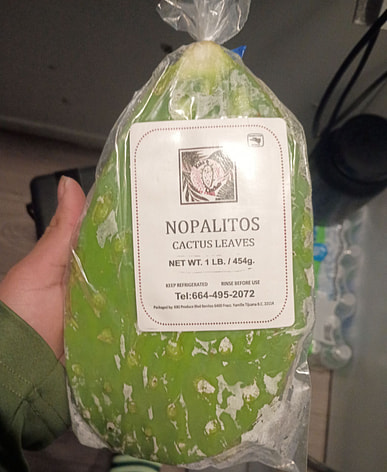 NOPALITOS
CACTUS LEAVES
NET WT. 1 LB. / 454g.
KEEP REFRIGERATED RINSE BEFORE USE
Tel:664-495-2072